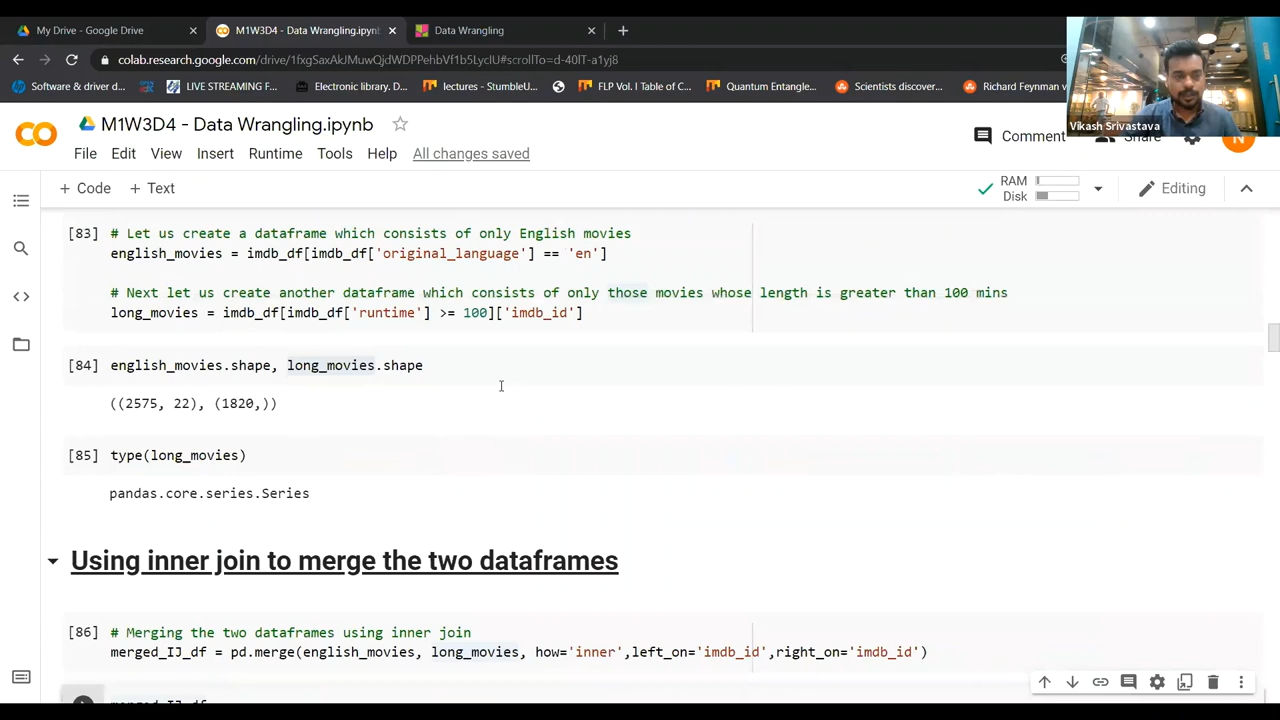 My Drive - Google Drive
M1W3D4 - Data Wrangling.ipynb
Data Wrangling
colab.research.google.com/drive/1fxgSaxAkJMuwQjdWDPPehbVf1b5LycIU#scrollTo=d-40lT-a1yj8
Software & driver d...
LIVE STREAMING F...
Electronic library. D...
lectures - StumbleU...
FLP Vol. I Table of C...
Quantum Entangle...
Scientists discover...
Richard Feynman
Vikash Srivastava
M1W3D4 - Data Wrangling.ipynb
Comment
Share
File Edit View Insert Runtime Tools Help All changes saved
+ Code + Text
RAM
Disk
Editing
[83] # Let us create a dataframe which consists of only English movies
english_movies = imdb_df[imdb_df['original_language'] == 'en']
# Next let us create another dataframe which consists of only those movies whose length is greater than 100 mins
long_movies = imdb_df[imdb_df['runtime'] >= 100]['imdb_id']
[84] english_movies.shape, long_movies.shape
((2575, 22), (1820,))
[85] type(long_movies)
pandas.core.series.Series
Using inner join to merge the two dataframes
[86] # Merging the two dataframes using inner join
merged_IJ_df = pd.merge(english_movies, long_movies, how='inner',left_on='imdb_id',right_on='imdb_id')
merged_IJ_df